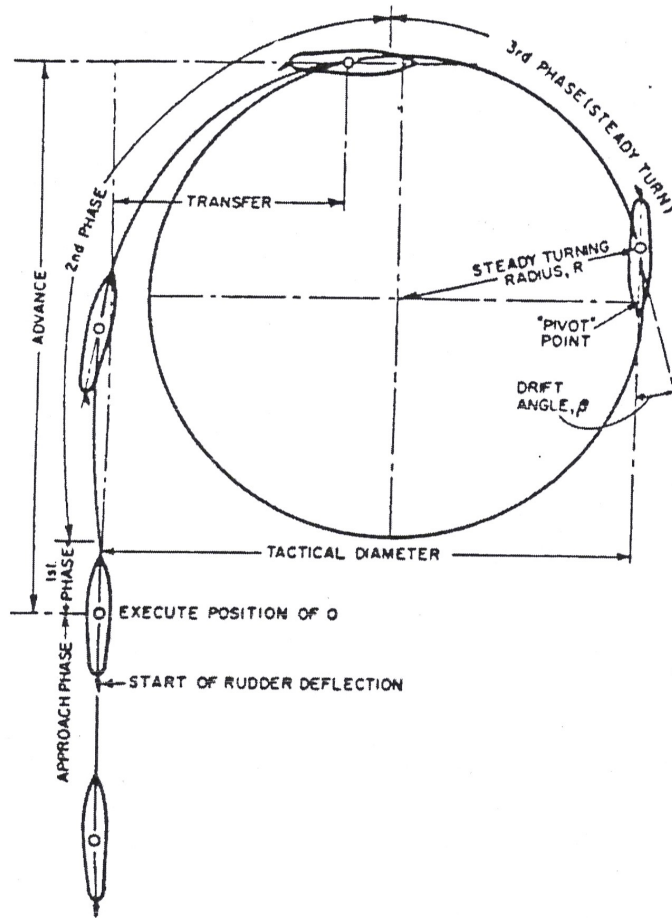 3rd PHASE (STEADY TURN)
2nd PHASE
TRANSFER
ADVANCE
STEADY TURNING
RADIUS, R
"PIVOT"
POINT
DRIFT
ANGLE, β
1st
PHASE
TACTICAL DIAMETER
EXECUTE POSITION OF O
APPROACH PHASE
START OF RUDDER DEFLECTION